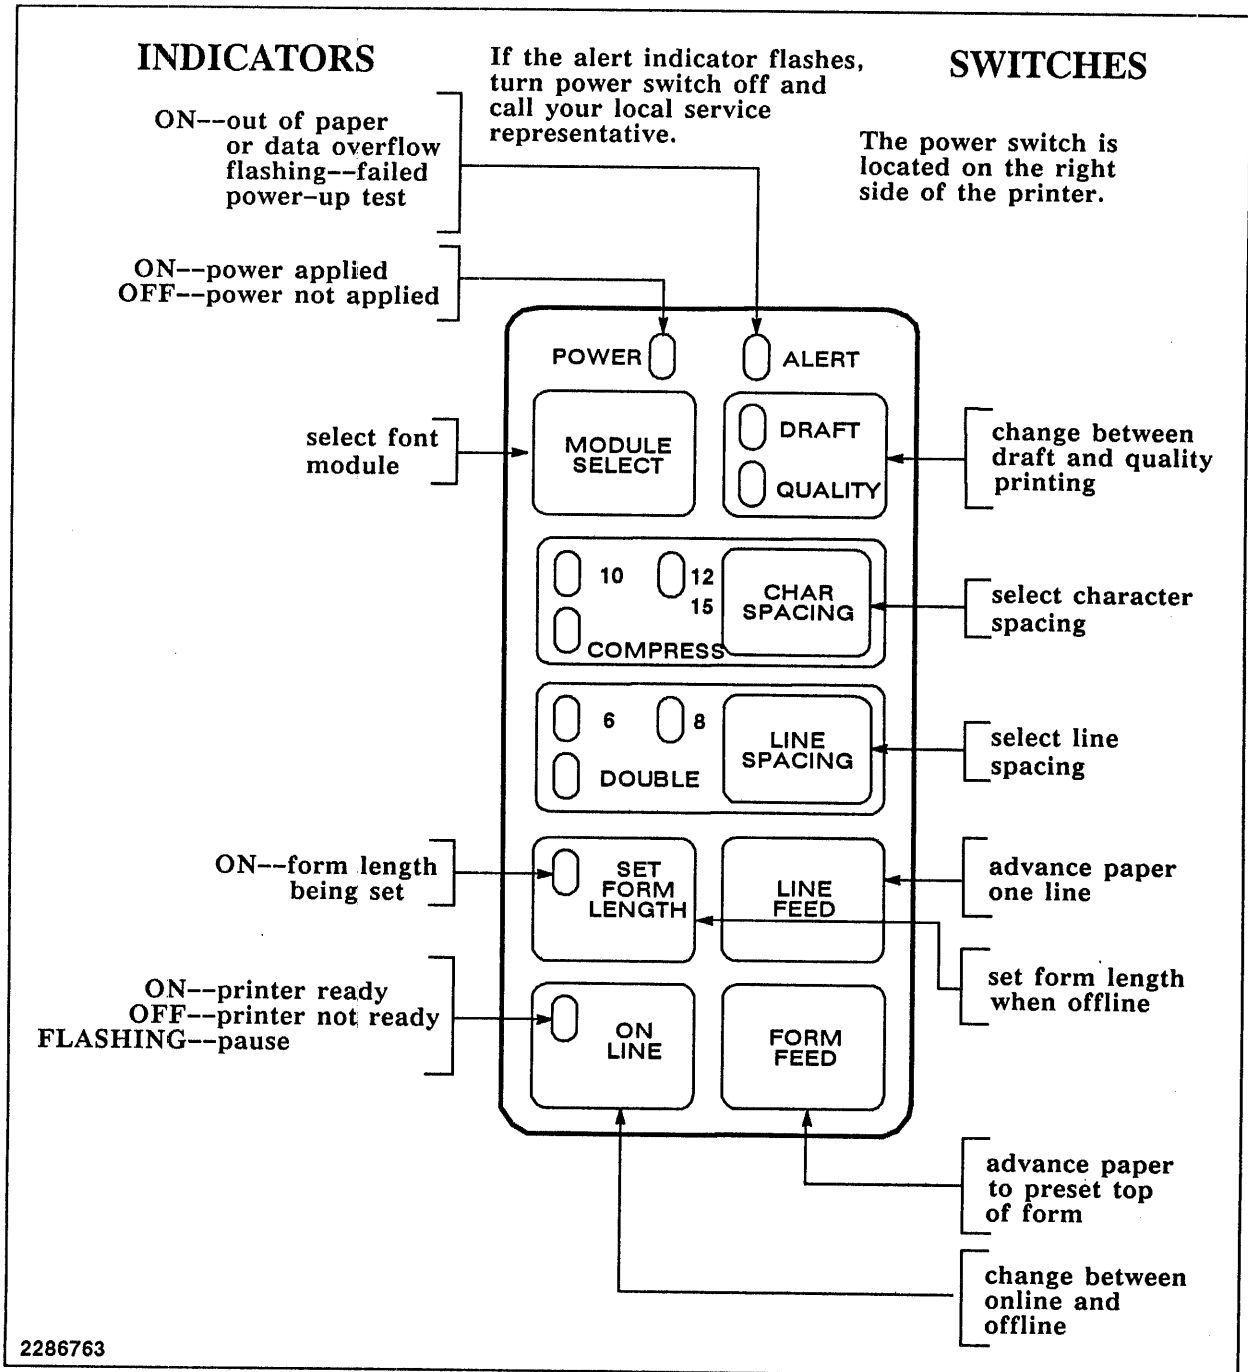 INDICATORS
If the alert indicator flashes,
turn power switch off and
call your local service
representative.
SWITCHES
The power switch is
located on the right
side of the printer.
ON--out of paper
or data overflow
flashing--failed
power-up test
ON--power applied
OFF--power not applied
POWER
ALERT
select font
module
MODULE
SELECT
DRAFT
QUALITY
change between
draft and quality
printing
10
12
15
COMPRESS
CHAR
SPACING
select character
spacing
6
8
DOUBLE
LINE
SPACING
select line
spacing
ON--form length
being set
SET
FORM
LENGTH
LINE
FEED
advance paper
one line
set form length
when offline
ON--printer ready
OFF--printer not ready
FLASHING--pause
ON
LINE
FORM
FEED
advance paper
to preset top
of form
change between
online and
offline
2286763